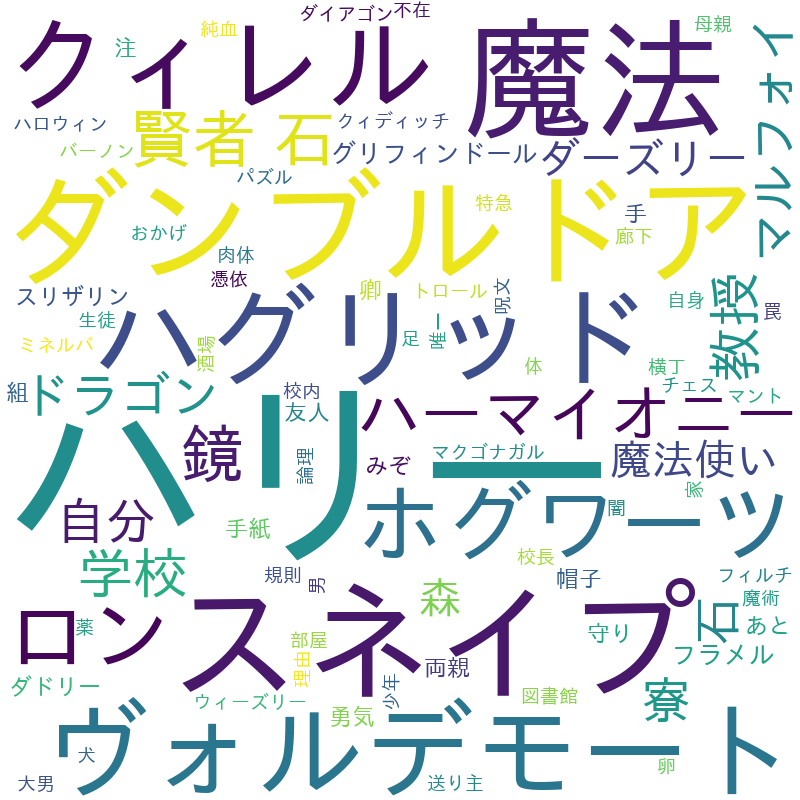 ダイアゴン
不在
母親
純血
注
クィレル
魔法
マルフォイ
ハロウィン
賢者
石
クィディッチ
バーノン
グリフィンドール
ダーズリー
パズル
ダンブルドア
特急
手
おかげ
廊下
肉体
憑依
スリザリン
卿
トロール
呪文
自身
罠
生徒
ハグリッド
教授
ミネルバ
酒場
足
唯一
体
横丁
組
ドラゴン
校内
友人
チェス
マント
ハリー
ハーマイオニー
鏡
論理
みぞ
マクゴナガル
魔法使い
自分
手紙
ホグワーツ
家
闇
学校
規則
男
校長
帽子
フィルチ
森
石
魔術
ロン
スネイプ
薬
部屋
守り
あと
理由
両親
フラメル
ダドリー
ウィーズリー
少年
勇気
図書館
寮
ヴォルデモート
犬
卵
大男
送り主